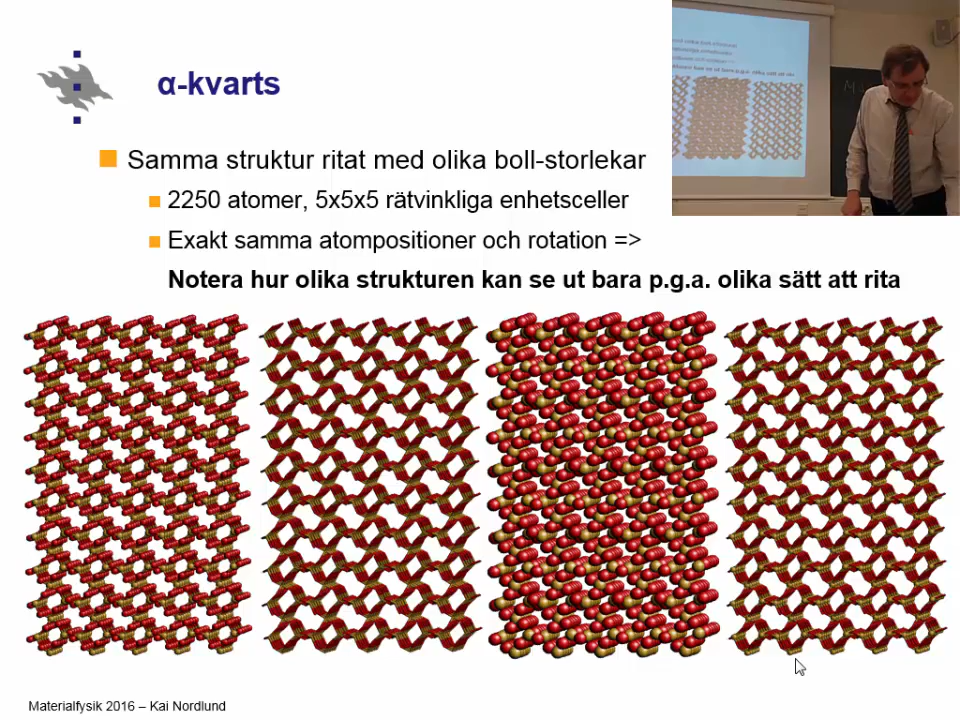 α-kvarts
Samma struktur ritat med olika boll-storlekar
2250 atomer, 5x5x5 rätvinkliga enhetsceller
Exakt samma atompositioner och rotation =>
Notera hur olika strukturen kan se ut bara p.g.a. olika sätt att rita
Materialfysik 2016 – Kai Nordlund